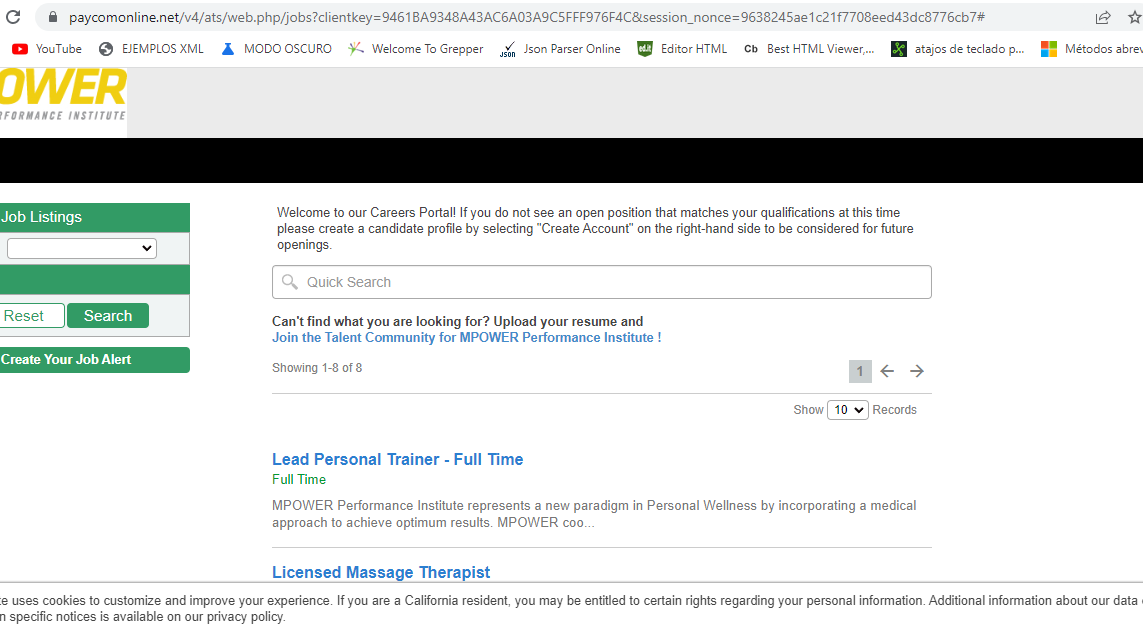 paycomonline.net/v4/ats/web.php/jobs?clientkey=9461BA9348A43AC6A03A9C5FFF976F4C&session_nonce=9638245ae1c21f7708eed43dc8776cb7#
YouTube EJEMPLOS XML MODO OSCURO Welcome To Grepper Json Parser Online Editor HTML Cb Best HTML Viewer,... atajos de teclado p... Métodos abrev
OWER
RFORMANCE INSTITUTE
Job Listings
Reset Search
Create Your Job Alert
Welcome to our Careers Portal! If you do not see an open position that matches your qualifications at this time
please create a candidate profile by selecting "Create Account" on the right-hand side to be considered for future
openings.
Quick Search
Can't find what you are looking for? Upload your resume and
Join the Talent Community for MPOWER Performance Institute !
Showing 1-8 of 8
1
Show 10 Records
Lead Personal Trainer - Full Time
Full Time
MPOWER Performance Institute represents a new paradigm in Personal Wellness by incorporating a medical
approach to achieve optimum results. MPOWER coo...
Licensed Massage Therapist
te uses cookies to customize and improve your experience. If you are a California resident, you may be entitled to certain rights regarding your personal information. Additional information about our data
n specific notices is available on our privacy policy.